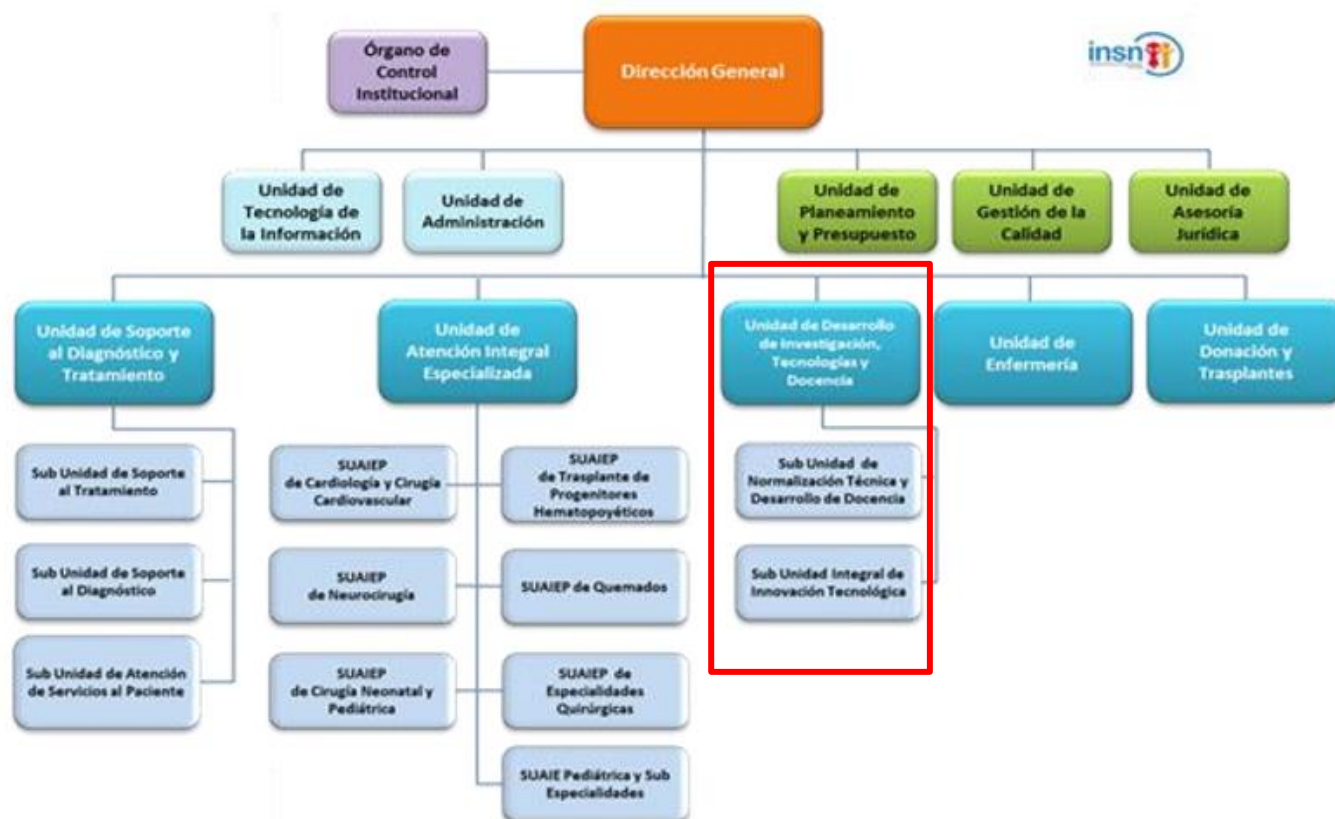 Órgano de
Control
Institucional
Dirección General
insn
Unidad de
Tecnología de
la Información
Unidad de
Administración
Unidad de
Planeamiento
y Presupuesto
Unidad de
Gestión de la
Calidad
Unidad de
Asesoría
Jurídica
Unidad de Soporte
al Diagnóstico y
Tratamiento
Unidad de
Atención Integral
Especializada
Unidad de Desarrollo
de Investigación,
Tecnologías y
Docencia
Unidad de
Enfermería
Unidad de
Donación y
Trasplantes
Sub Unidad de Soporte
al Tratamiento
Sub Unidad de Soporte
al Diagnóstico
Sub Unidad de Atención
de Servicios al Paciente
SUAIEP
de Cardiología y Cirugía
Cardiovascular
SUAIEP
de Neurocirugía
SUAIEP
de Cirugía Neonatal y
Pediátrica
SUAIEP
de Trasplante de
Progenitores
Hematopoyéticos
SUAIEP de Quemados
SUAIEP de
Especialidades
Quirúrgicas
SUAIE Pediátrica y Sub
Especialidades
Sub Unidad de
Normalización Técnica y
Desarrollo de Docencia
Sub Unidad Integral de
Innovación Tecnológica